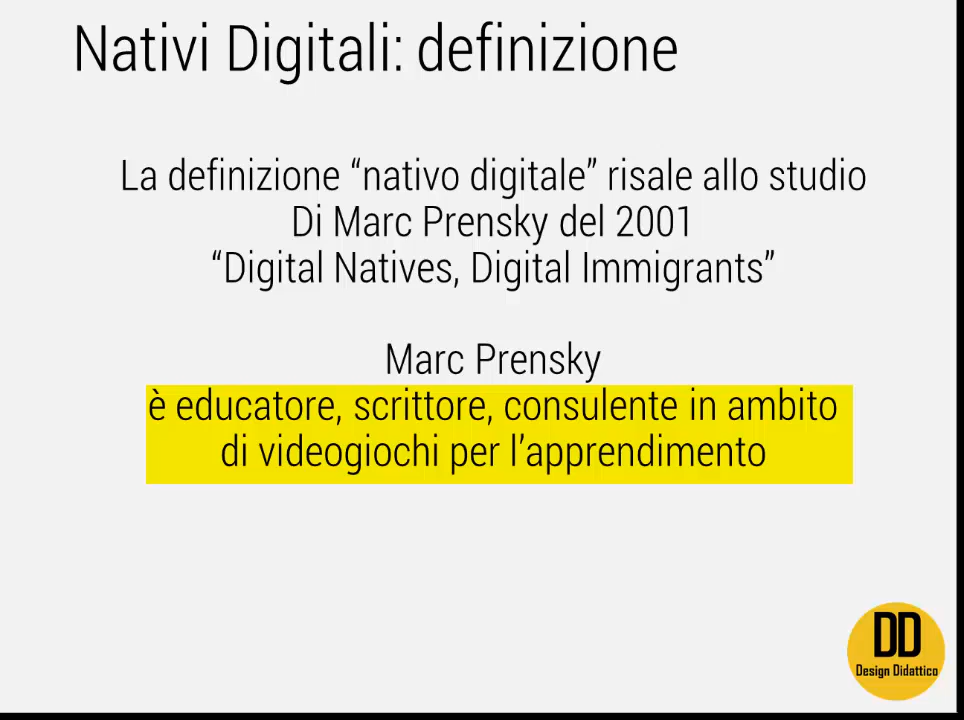 Nativi Digitali: definizione
La definizione “nativo digitale” risale allo studio
Di Marc Prensky del 2001
“Digital Natives, Digital Immigrants”
Marc Prensky
è educatore, scrittore, consulente in ambito
di videogiochi per l’apprendimento
DD
Design Didattico